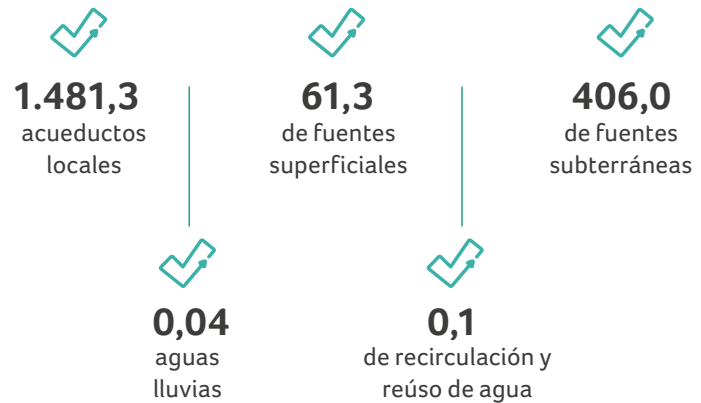 1.481,3
acueductos
locales
61,3
de fuentes
superficiales
406,0
de fuentes
subterráneas
0,04
aguas
lluvias
0,1
de recirculación y
reúso de agua